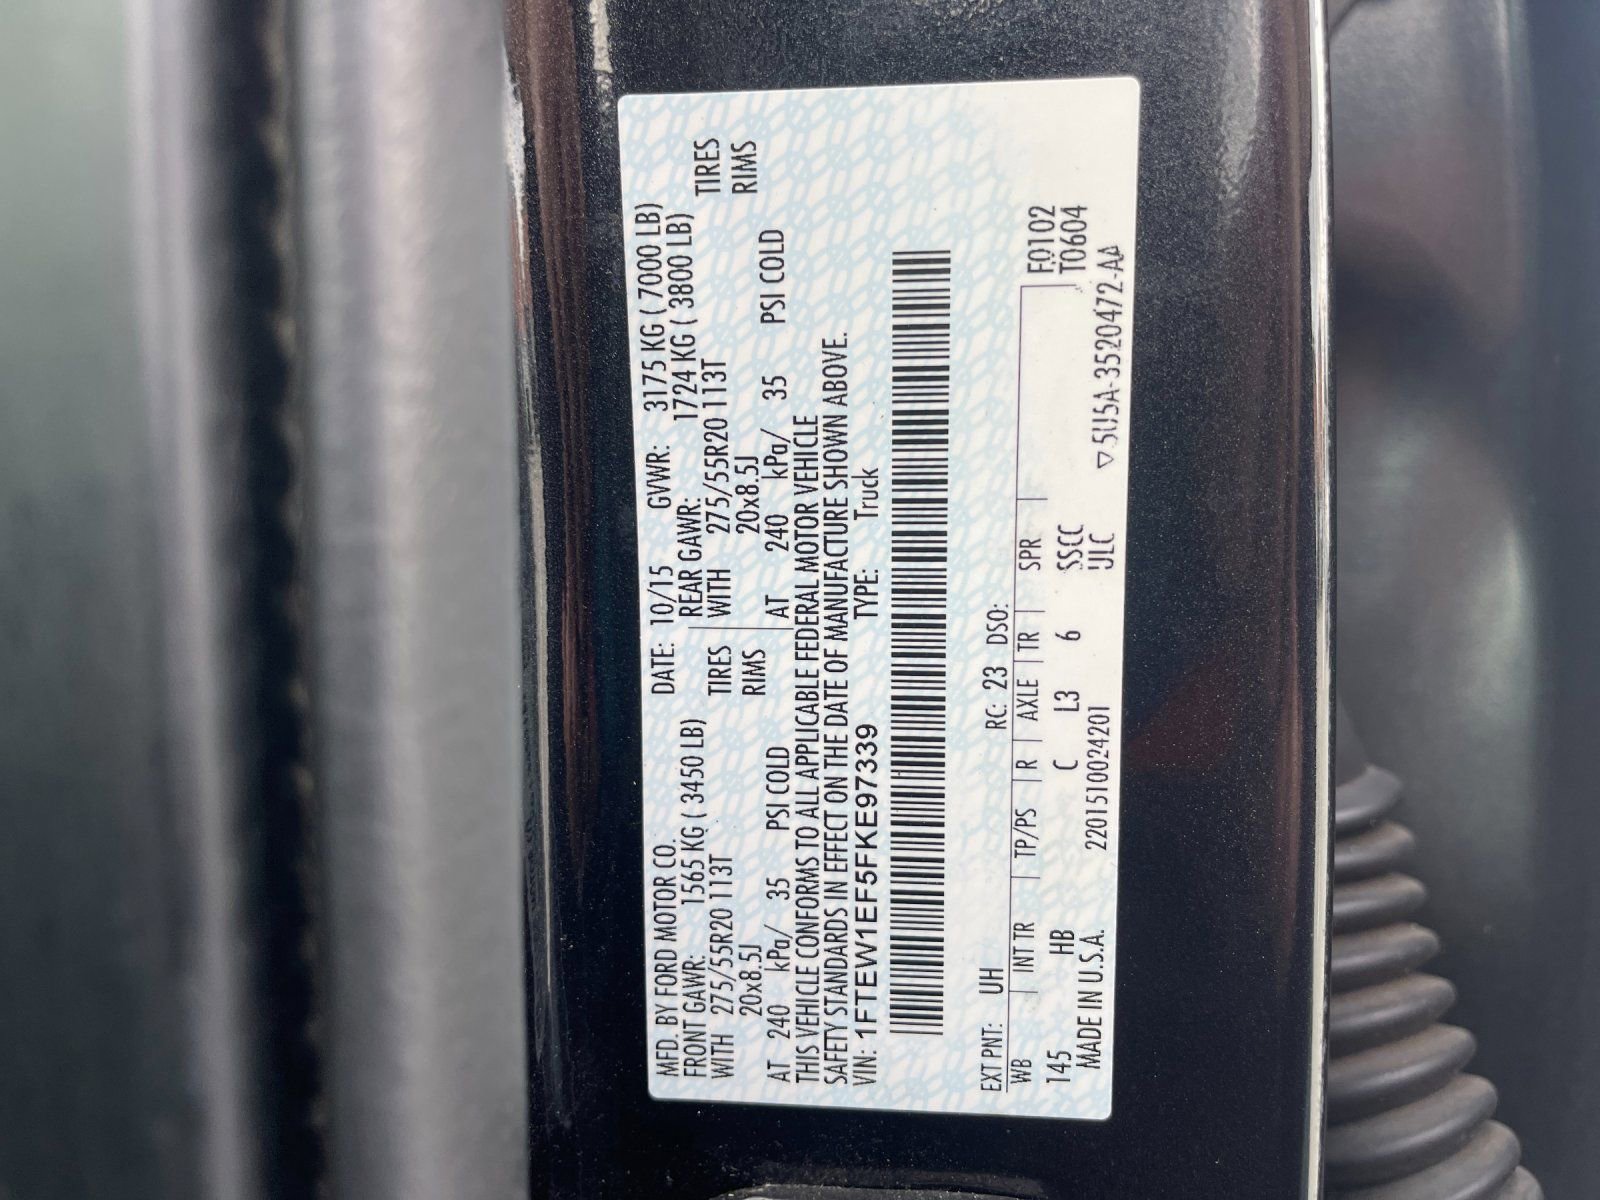 MFD. BY FORD MOTOR CO. DATE: 10/15 GVWR: 3175 KG ( 7000 LB)
FRONT GAWR: 1565 KG ( 3450 LB) REAR GAWR: 1724 KG ( 3800 LB)
WITH 275/55R20 113T TIRES WITH 275/55R20 113T TIRES
20x8.5J RIMS 20x8.5J RIMS
AT 240 kPa/ 35 PSI COLD AT 240 kPa/ 35 PSI COLD
THIS VEHICLE CONFORMS TO ALL APPLICABLE FEDERAL MOTOR VEHICLE
SAFETY STANDARDS IN EFFECT ON THE DATE OF MANUFACTURE SHOWN ABOVE.
VIN: 1FTEW1EF5FKE97339 TYPE: Truck
EXT PNT: UH RC: 23 DSO:
WB INT TR TP/PS R AXLE TR SPR F0102
145 HB C L3 6 SSCC T0604
MADE IN U.S.A. 2201510024201 ULC ▽5U5A-3520472-AA